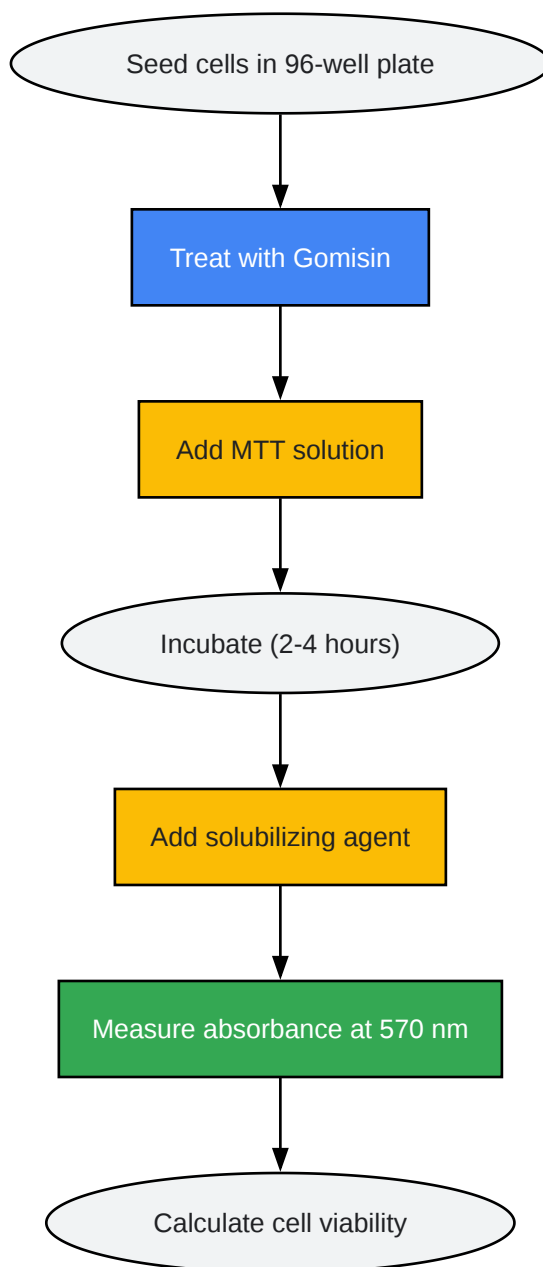 Seed cells in 96-well plate
Treat with Gomisin
Add MTT solution
Incubate (2-4 hours)
Add solubilizing agent
Measure absorbance at 570 nm
Calculate cell viability